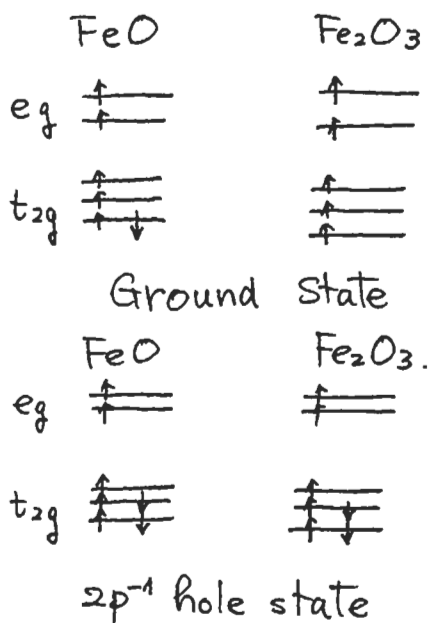 FeO Fe₂O₃
eg
t₂g
Ground State
FeO Fe₂O₃.
eg
t₂g
2p⁻¹ hole state